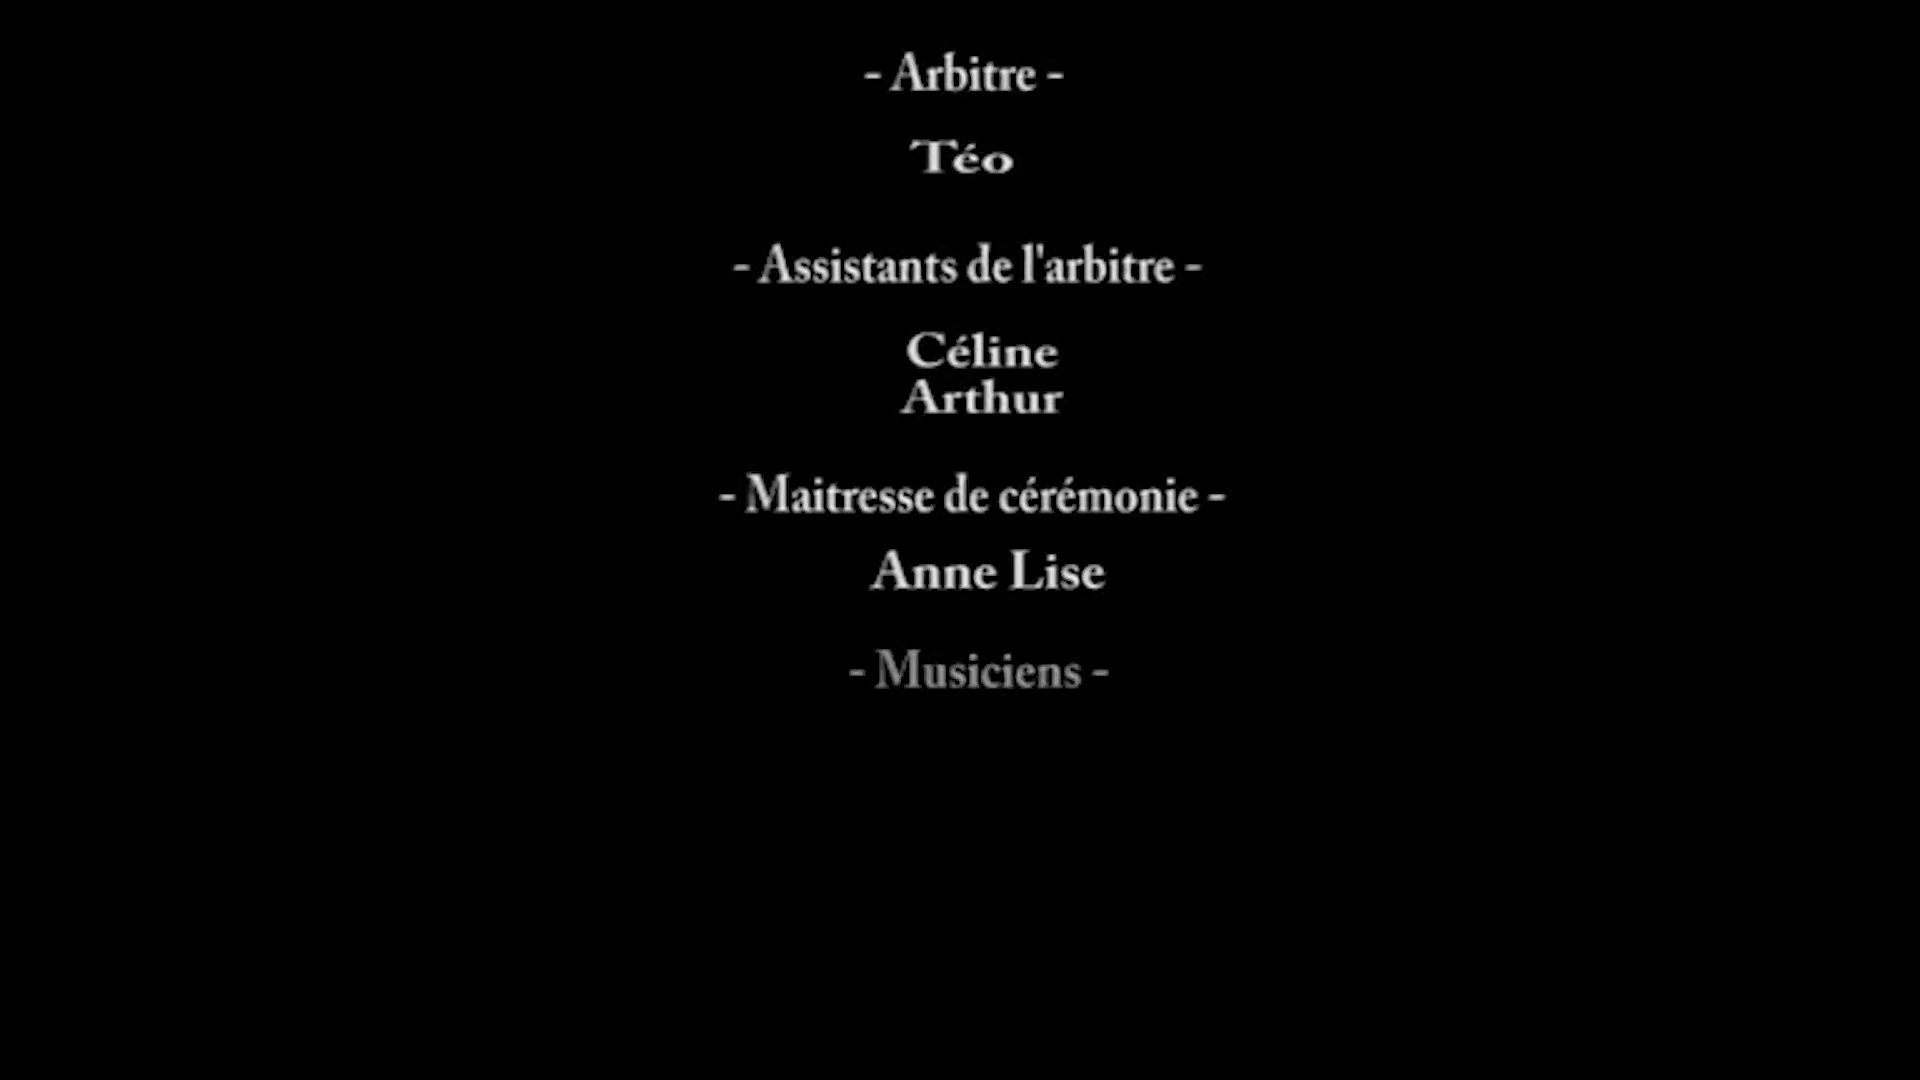 - Arbitre -
Téo
- Assistants de l'arbitre -
Céline
Arthur
- Maitresse de cérémonie -
Anne Lise
- Musiciens -